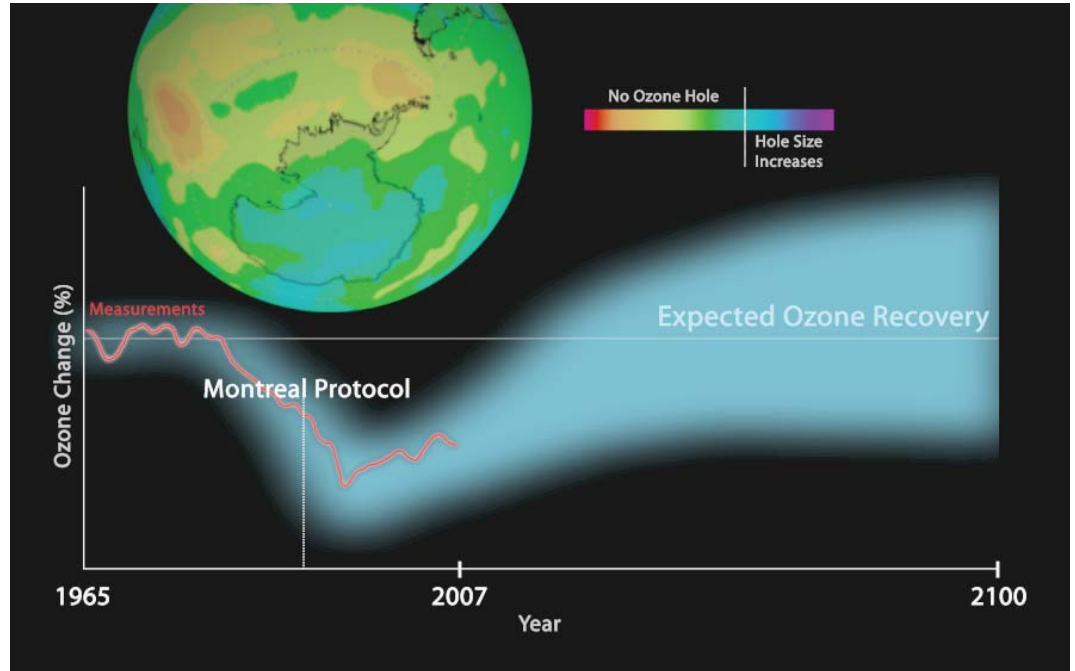 No Ozone Hole
Hole Size
Increases
Measurements
Expected Ozone Recovery
Montreal Protocol
Ozone Change (%)
1965
2007
2100
Year